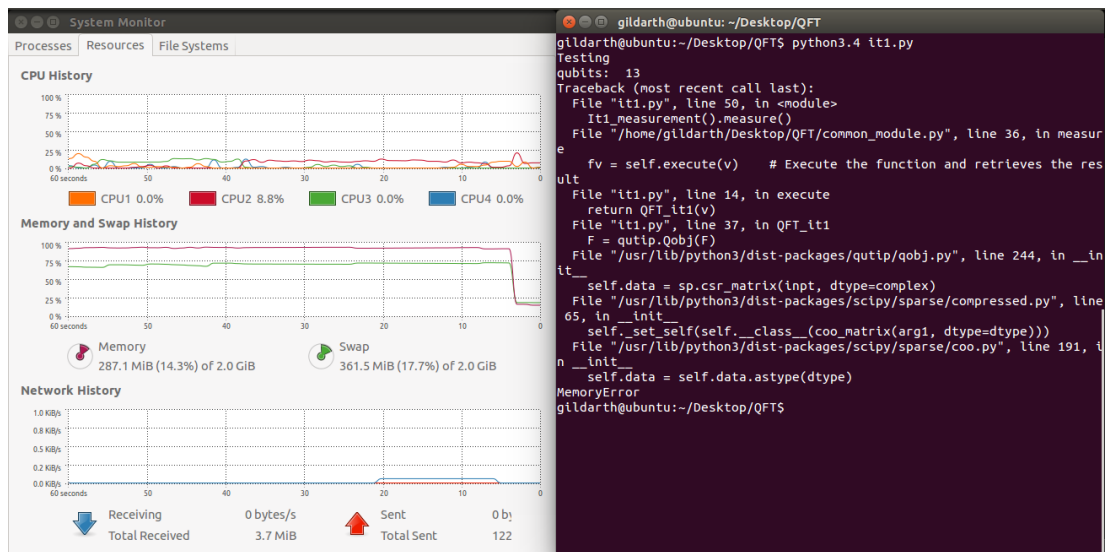 System Monitor
Processes Resources File Systems
CPU History
100 %
75 %
50 %
25 %
0 %
60 seconds 50 40 30 20 10 0
CPU1 0.0% CPU2 8.8% CPU3 0.0% CPU4 0.0%
Memory and Swap History
100 %
75 %
50 %
25 %
0 %
60 seconds 50 40 30 20 10 0
Memory
287.1 MiB (14.3%) of 2.0 GiB
Swap
361.5 MiB (17.7%) of 2.0 GiB
Network History
1.0 KiB/s
0.8 KiB/s
0.5 KiB/s
0.2 KiB/s
0.0 KiB/s
60 seconds 50 40 30 20 10 0
Receiving 0 bytes/s
Total Received 3.7 MiB
Sent 0 by
Total Sent 122
gildarth@ubuntu: ~/Desktop/QFT
gildarth@ubuntu:~/Desktop/QFT$ python3.4 it1.py
Testing
qubits:  13
Traceback (most recent call last):
  File "it1.py", line 50, in <module>
    It1_measurement().measure()
  File "/home/gildarth/Desktop/QFT/common_module.py", line 36, in measur
e
    fv = self.execute(v)     # Execute the function and retrieves the res
ult
  File "it1.py", line 14, in execute
    return QFT_it1(v)
  File "it1.py", line 37, in QFT_it1
    F = qutip.Qobj(F)
  File "/usr/lib/python3/dist-packages/qutip/qobj.py", line 244, in __in
it__
    self.data = sp.csr_matrix(inpt, dtype=complex)
  File "/usr/lib/python3/dist-packages/scipy/sparse/compressed.py", line
 65, in __init__
    self._set_self(self.__class__(coo_matrix(arg1, dtype=dtype)))
  File "/usr/lib/python3/dist-packages/scipy/sparse/coo.py", line 191, i
n __init__
    self.data = self.data.astype(dtype)
MemoryError
gildarth@ubuntu:~/Desktop/QFT$